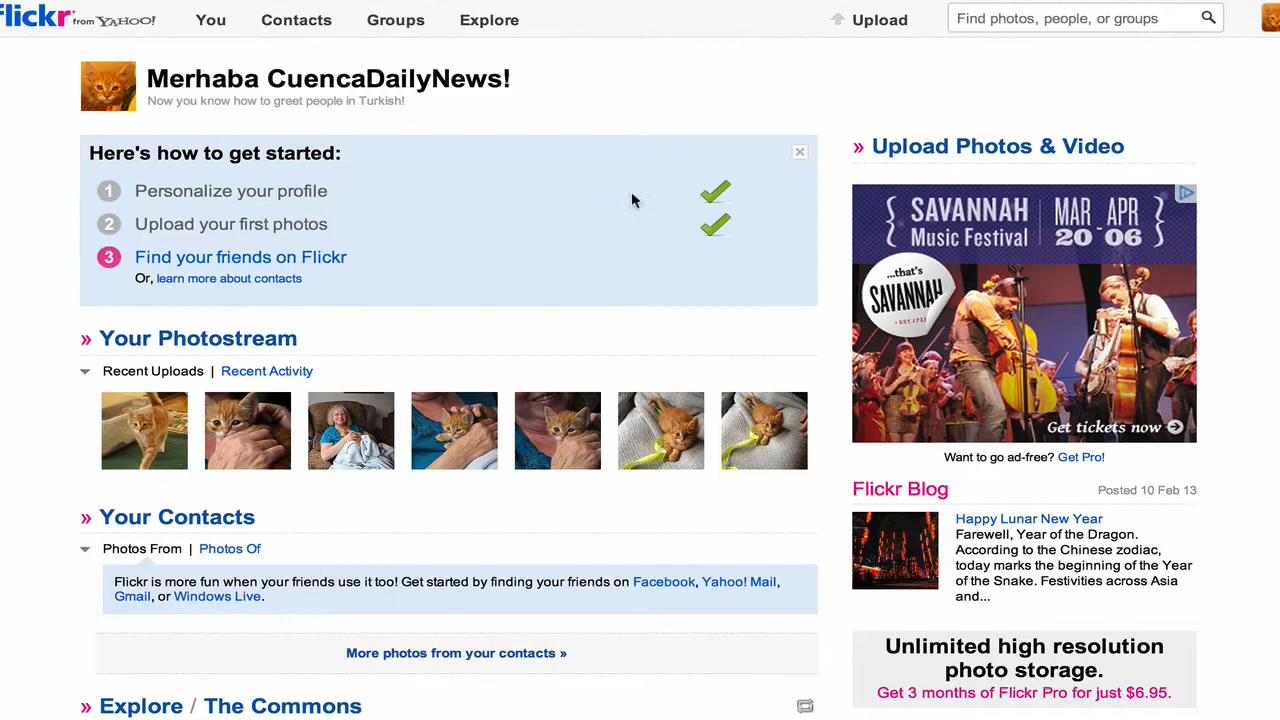 flickr from YAHOO!
You
Contacts
Groups
Explore
Upload
Find photos, people, or groups
Merhaba CuencaDailyNews!
Now you know how to greet people in Turkish!
Here's how to get started:
1 Personalize your profile
2 Upload your first photos
3 Find your friends on Flickr
Or, learn more about contacts
» Your Photostream
Recent Uploads | Recent Activity
» Your Contacts
Photos From | Photos Of
Flickr is more fun when your friends use it too! Get started by finding your friends on Facebook, Yahoo! Mail,
Gmail, or Windows Live.
More photos from your contacts »
» Explore / The Commons
» Upload Photos & Video
SAVANNAH
Music Festival
MAR APR
20 - 06
...that's
SAVANNAH
EST. 1733
Get tickets now
Want to go ad-free? Get Pro!
Flickr Blog
Posted 10 Feb 13
Happy Lunar New Year
Farewell, Year of the Dragon.
According to the Chinese zodiac,
today marks the beginning of the Year
of the Snake. Festivities across Asia
and...
Unlimited high resolution
photo storage.
Get 3 months of Flickr Pro for just $6.95.